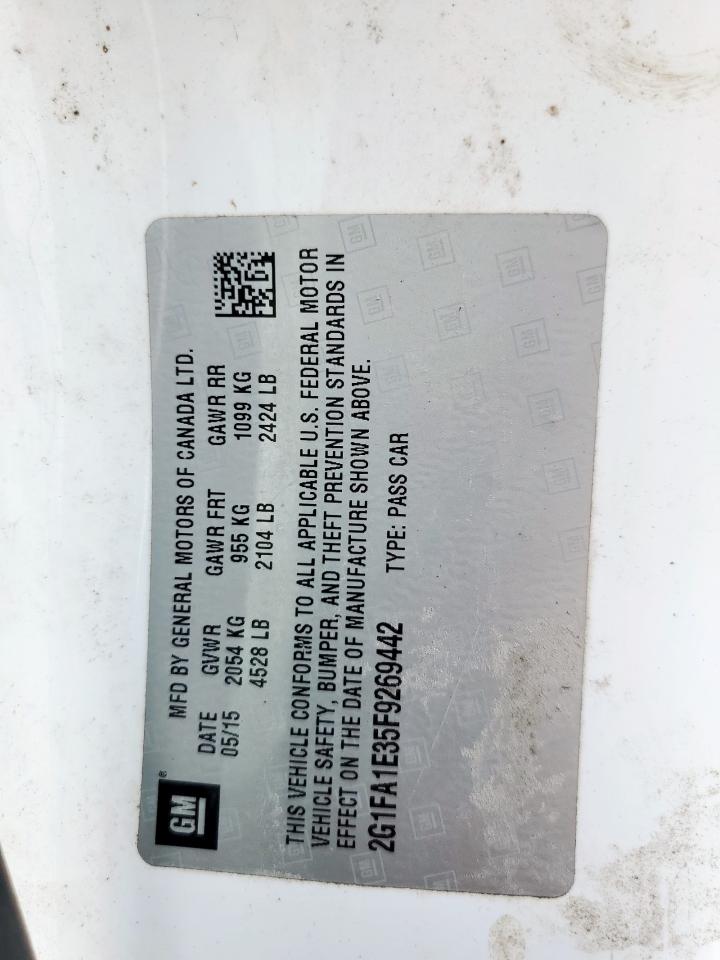 GM®
MFD BY GENERAL MOTORS OF CANADA LTD.
DATE GVWR GAWR FRT GAWR RR
05/15 2054 KG 955 KG 1099 KG
4528 LB 2104 LB 2424 LB
THIS VEHICLE CONFORMS TO ALL APPLICABLE U.S. FEDERAL MOTOR
VEHICLE SAFETY, BUMPER, AND THEFT PREVENTION STANDARDS IN
EFFECT ON THE DATE OF MANUFACTURE SHOWN ABOVE.
2G1FA1E35F9269442 TYPE: PASS CAR